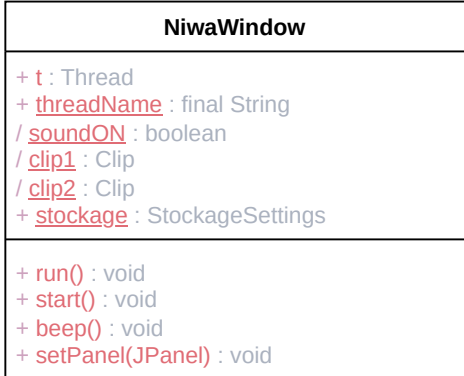 NiwaWindow
+ t : Thread
+ threadName : final String
/ soundON : boolean
/ clip1 : Clip
/ clip2 : Clip
+ stockage : StockageSettings
+ run() : void
+ start() : void
+ beep() : void
+ setPanel(JPanel) : void